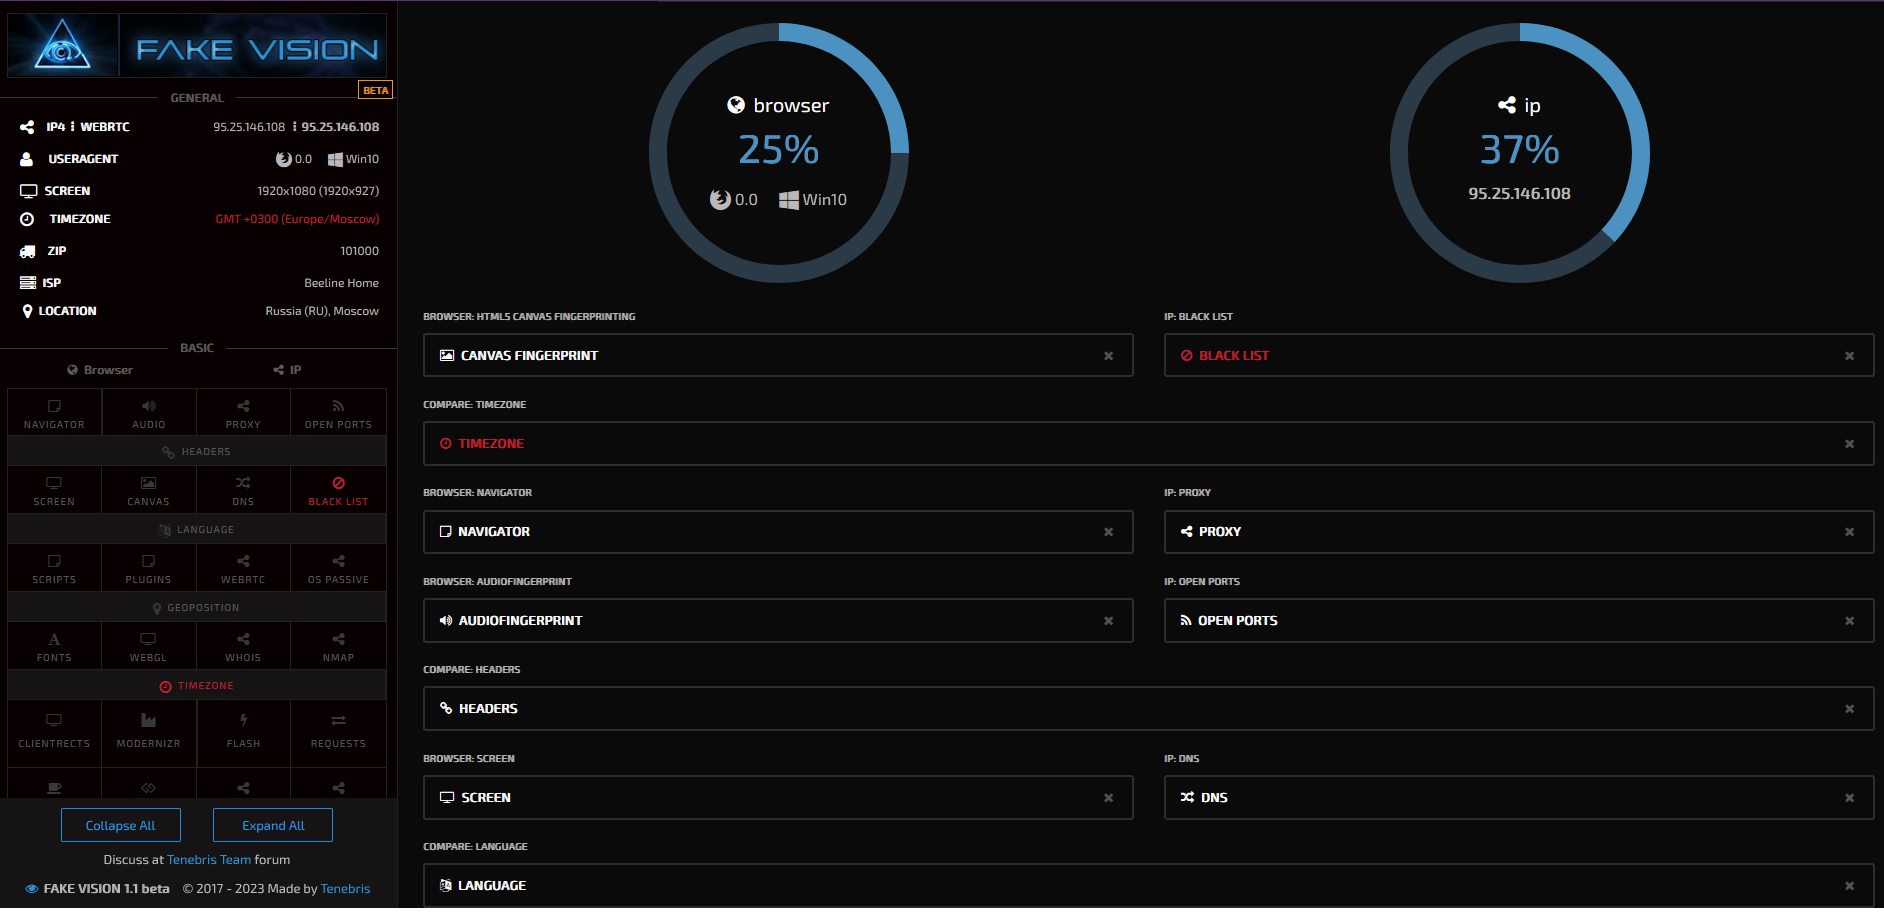 FAKE VISION
BETA
GENERAL
IP4 ⁝ WEBRTC 95.25.146.108 ⁝ 95.25.146.108
USERAGENT 0.0 Win10
SCREEN 1920x1080 (1920x927)
TIMEZONE GMT +0300 (Europe/Moscow)
ZIP 101000
ISP Beeline Home
LOCATION Russia (RU), Moscow
BASIC
Browser IP
NAVIGATOR AUDIO PROXY OPEN PORTS
HEADERS
SCREEN CANVAS DNS BLACK LIST
LANGUAGE
SCRIPTS PLUGINS WEBRTC OS PASSIVE
GEOPOSITION
FONTS WEBGL WHOIS NMAP
TIMEZONE
CLIENTRECTS MODERNIZR FLASH REQUESTS
Collapse All Expand All
Discuss at Tenebris Team forum
FAKE VISION 1.1 beta © 2017 - 2023 Made by Tenebris
browser
25%
0.0 Win10
ip
37%
95.25.146.108
BROWSER: HTML5 CANVAS FINGERPRINTING
CANVAS FINGERPRINT
IP: BLACK LIST
BLACK LIST
COMPARE: TIMEZONE
TIMEZONE
BROWSER: NAVIGATOR
NAVIGATOR
IP: PROXY
PROXY
BROWSER: AUDIOFINGERPRINT
AUDIOFINGERPRINT
IP: OPEN PORTS
OPEN PORTS
COMPARE: HEADERS
HEADERS
BROWSER: SCREEN
SCREEN
IP: DNS
DNS
COMPARE: LANGUAGE
LANGUAGE